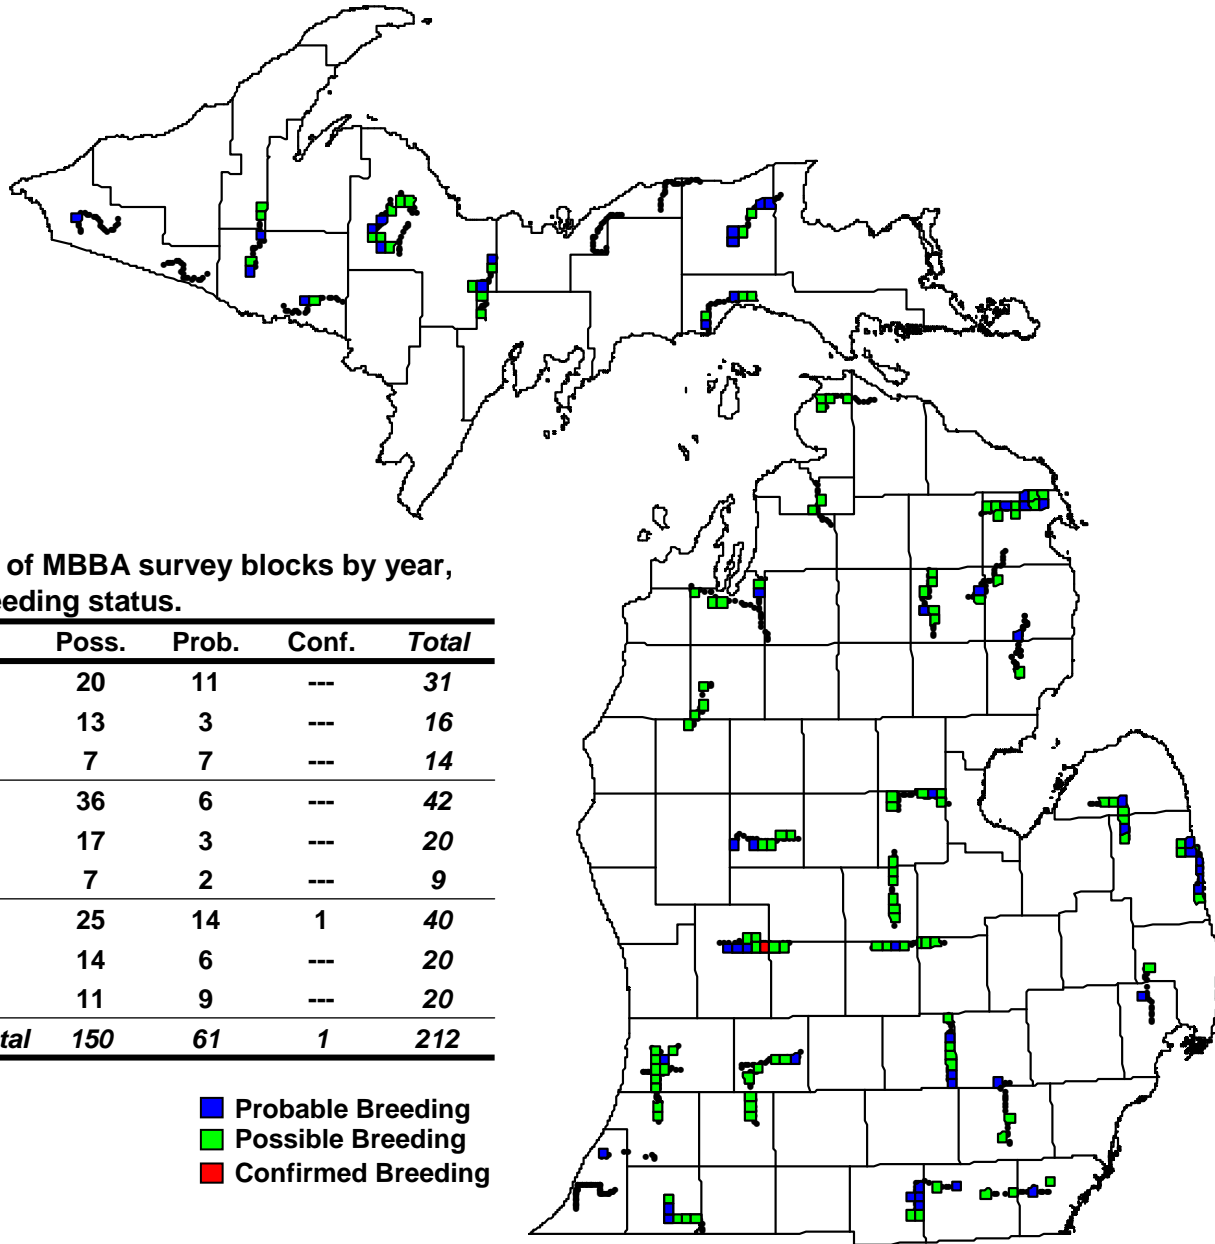 of MBBA survey blocks by year,
eeding status.
Poss. Prob. Conf. Total
20 11 --- 31
13 3 --- 16
7 7 --- 14
36 6 --- 42
17 3 --- 20
7 2 --- 9
25 14 1 40
14 6 --- 20
11 9 --- 20
tal 150 61 1 212
Probable Breeding
Possible Breeding
Confirmed Breeding